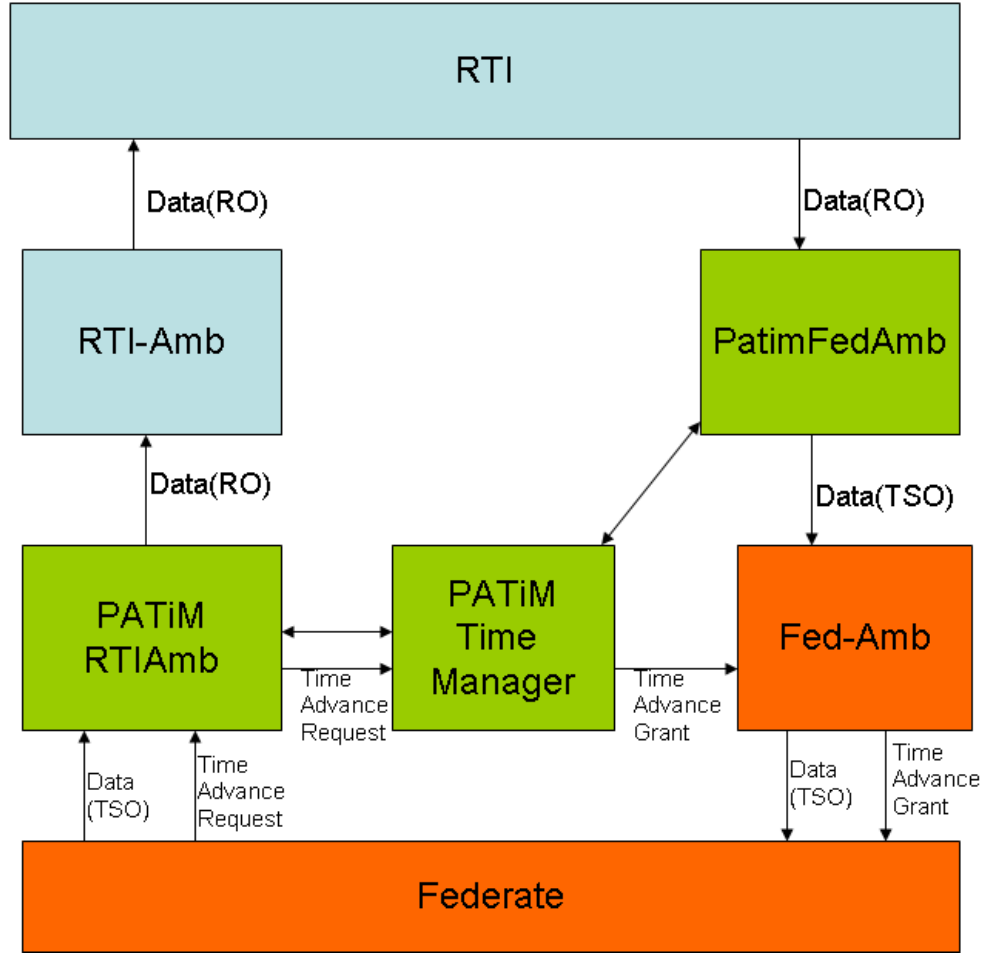 RTI
Data(RO)
Data(RO)
RTI-Amb
PatimFedAmb
Data(RO)
Data(TSO)
PATiM
RTIAmb
PATiM
Time
Manager
Fed-Amb
Time
Advance
Request
Time
Advance
Grant
Data
(TSO)
Time
Advance
Request
Data
(TSO)
Time
Advance
Grant
Federate